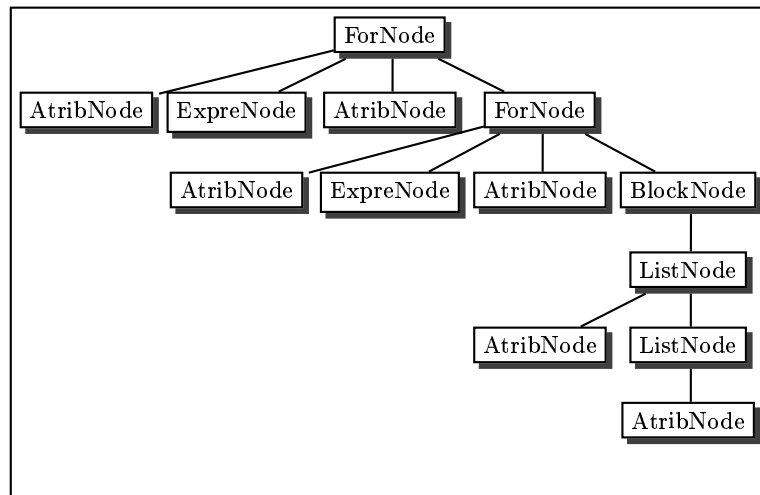 ForNode
AtribNode ExpreNode AtribNode ForNode
AtribNode ExpreNode AtribNode BlockNode
ListNode
AtribNode ListNode
AtribNode